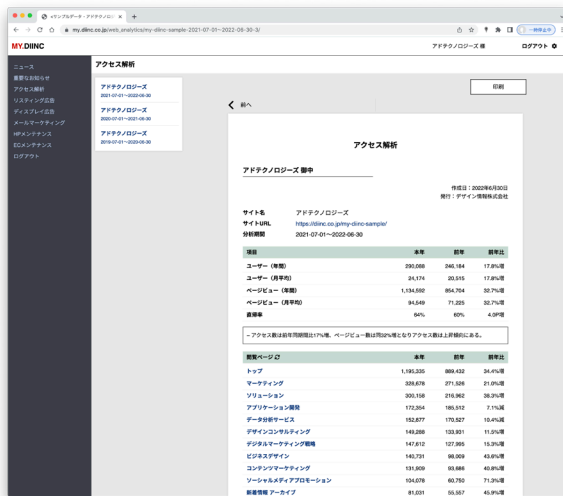 eサンプルデータ - アドテクノロジ
my.diinc.co.jp/web_analytics/my-diinc-sample-2021-07-01~2022-06-30-3/
一時停止中
MY.DIINC
アドテクノロジーズ 様
ログアウト
ニュース
重要なお知らせ
アクセス解析
リスティング広告
ディスプレイ広告
メールマーケティング
HPメンテナンス
ECメンテナンス
ログアウト
アクセス解析
アドテクノロジーズ
2021-07-01〜2022-06-30
アドテクノロジーズ
2020-07-01〜2021-06-30
アドテクノロジーズ
2019-07-01〜2020-06-30
印刷
前へ
アクセス解析
アドテクノロジーズ 御中
作成日：2022年6月30日
発行：デザイン情報株式会社
サイト名 アドテクノロジーズ
サイトURL https://diinc.co.jp/my-diinc-sample/
分析期間 2021-07-01〜2022-06-30
項目 本年 前年 前年比
ユーザー（年間） 290,088 246,184 17.8%増
ユーザー（月平均） 24,174 20,515 17.8%増
ページビュー（年間） 1,134,592 854,704 32.7%増
ページビュー（月平均） 94,549 71,225 32.7%増
直帰率 64% 60% 4.0P増
– アクセス数は前年同期間比17%増、ページビュー数は同32%増となりアクセス数は上昇傾向にある。
閲覧ページ 本年 前年 前年比
トップ 1,195,335 889,432 34.4%増
マーケティング 328,678 271,526 21.0%増
ソリューション 300,158 216,962 38.3%増
アプリケーション開発 172,354 185,512 7.1%減
データ分析サービス 152,877 170,527 10.4%減
デザインコンサルティング 149,288 133,931 11.5%増
デジタルマーケティング戦略 147,612 127,995 15.3%増
ビジネスデザイン 140,731 98,009 43.6%増
コンテンツマーケティング 131,909 93,686 40.8%増
ソーシャルメディアプロモーション 104,078 60,750 71.3%増
新着情報 アーカイブ 81,031 55,557 45.9%増